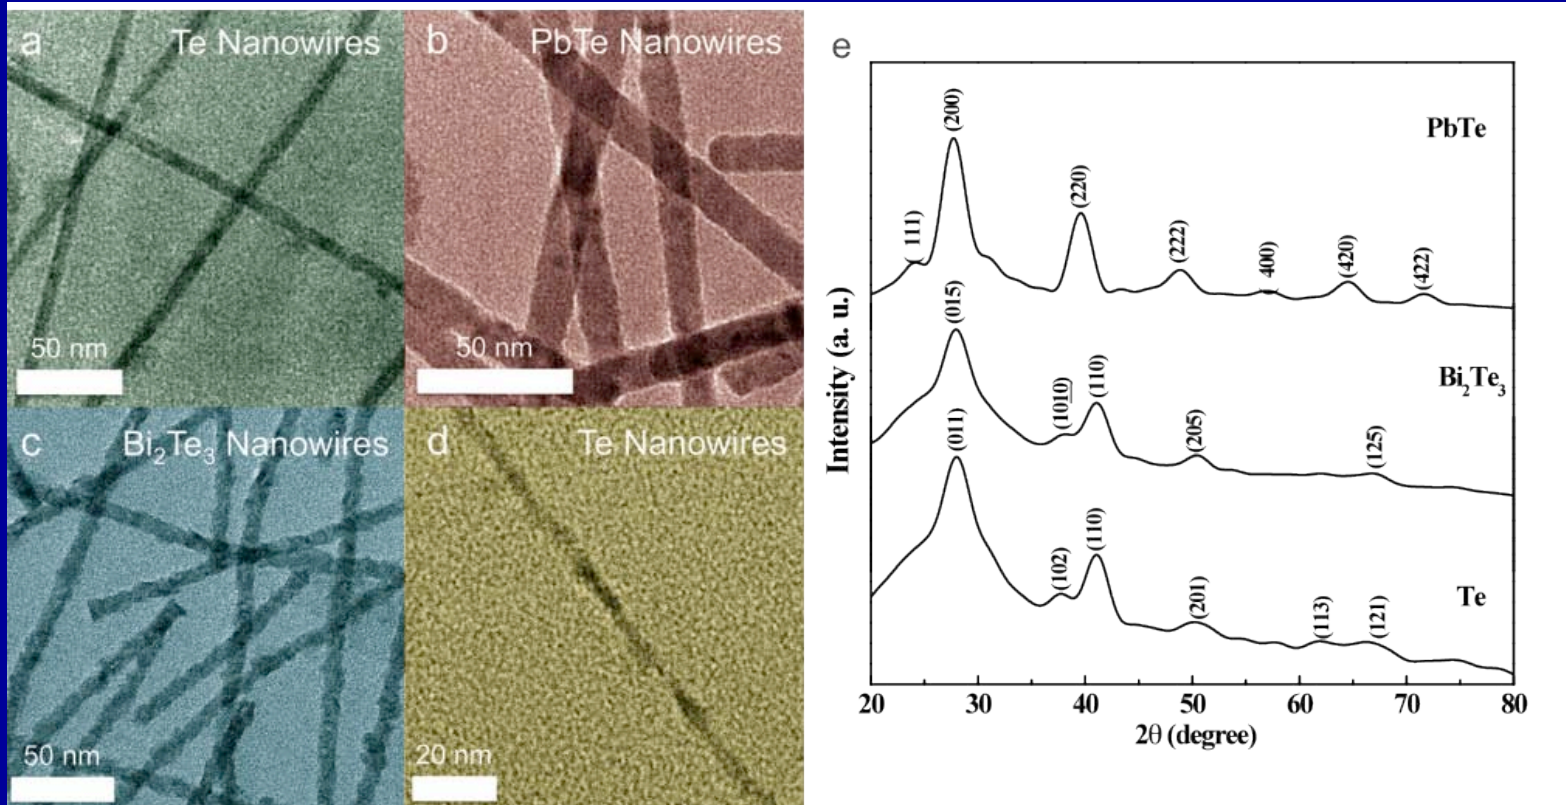 a Te Nanowires
50 nm
b PbTe Nanowires
50 nm
c Bi₂Te₃ Nanowires
50 nm
d Te Nanowires
20 nm
e
Intensity (a. u.)
PbTe
(111)
(200)
(220)
(222)
(400)
(420)
(422)
Bi₂Te₃
(015)
(1010)
(110)
(205)
(125)
Te
(011)
(102)
(110)
(201)
(113)
(121)
20 30 40 50 60 70 80
2θ (degree)